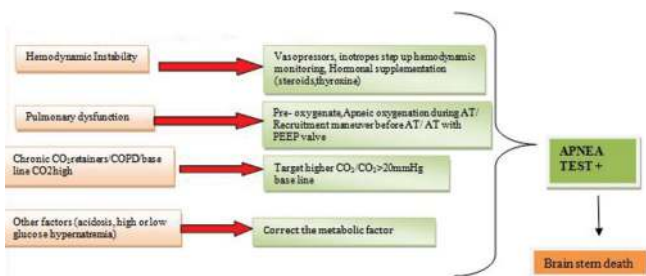 Hemodynamic Instability
Vasopressors, inotropes step up hemodynamic
monitoring, Hormonal supplementation
(steroids,thyroxine)
Pulmonary dysfunction
Pre- oxygenate,Apneic oxygenation during AT/
Recruitment maneuver before AT/ AT with
PEEP valve
Chronic CO2retainers/COPD/base
line CO2high
Target higher CO2/CO2>20mmHg
base line
Other factors (acidosis, high or low
glucose hypernatremia)
Correct the metabolic factor
APNEA
TEST +
Brain stem death